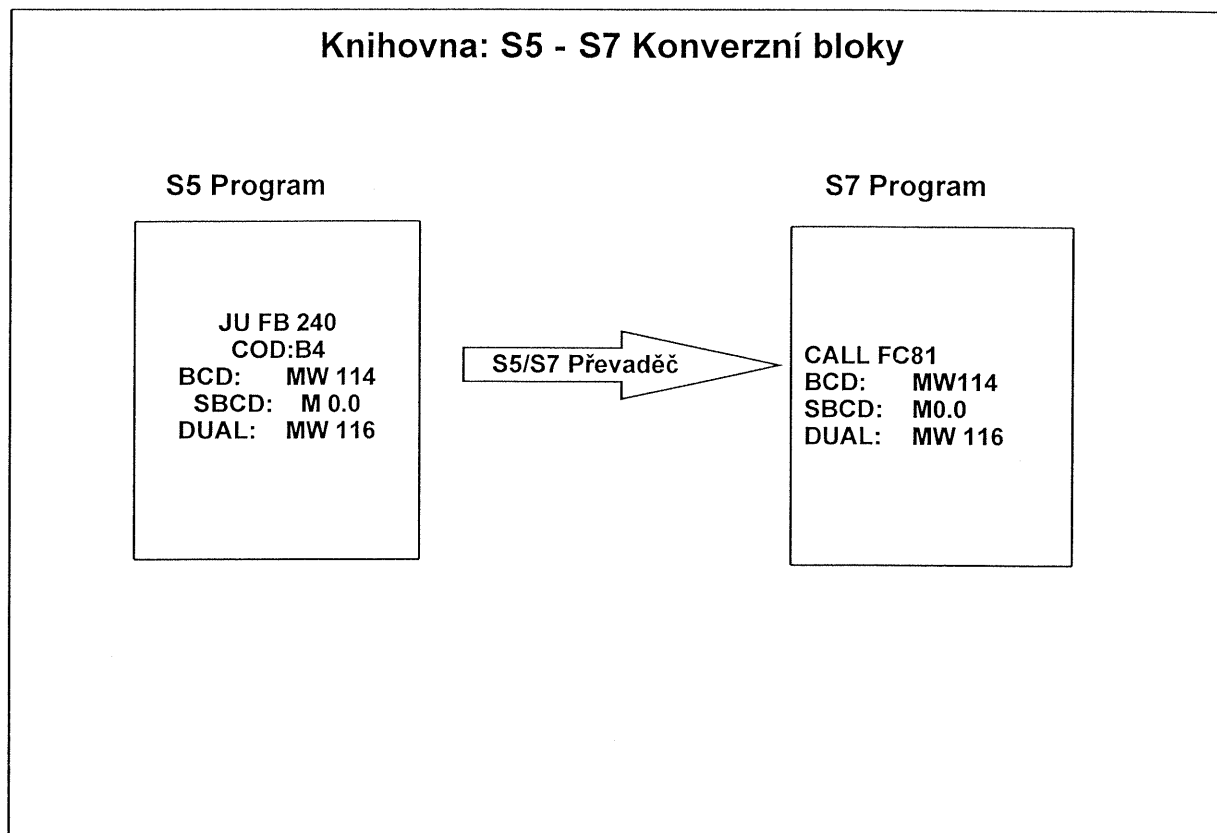 Knihovna: S5 - S7 Konverzní bloky
S5 Program
JU FB 240
COD:B4
BCD: MW 114
SBCD: M 0.0
DUAL: MW 116
S5/S7 Převaděč
S7 Program
CALL FC81
BCD: MW114
SBCD: M0.0
DUAL: MW 116